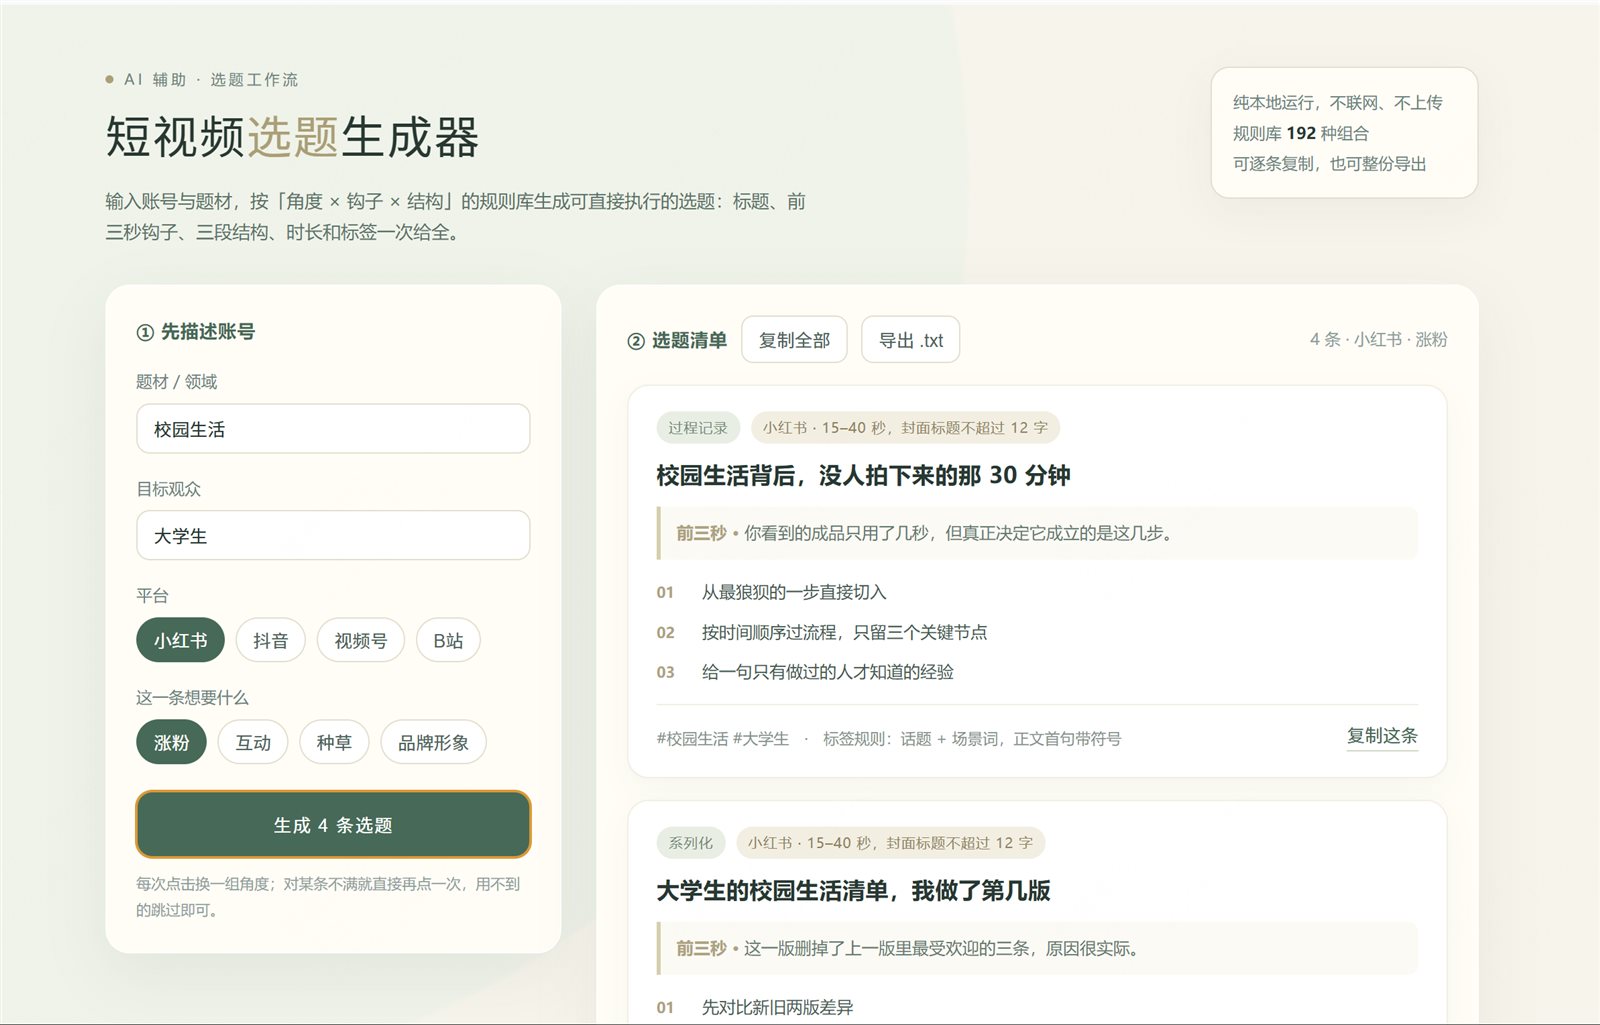 AI 辅助 · 选题工作流
短视频选题生成器
输入账号与题材，按「角度 × 钩子 × 结构」的规则库生成可直接执行的选题：标题、前
三秒钩子、三段结构、时长和标签一次给全。
纯本地运行，不联网、不上传
规则库 192 种组合
可逐条复制，也可整份导出
① 先描述账号
题材 / 领域
校园生活
目标观众
大学生
平台
小红书 抖音 视频号 B站
这一条想要什么
涨粉 互动 种草 品牌形象
生成 4 条选题
每次点击换一组角度；对某条不满就直接再点一次，用不到
的跳过即可。
② 选题清单 复制全部 导出 .txt 4 条 · 小红书 · 涨粉
过程记录 小红书 · 15–40 秒，封面标题不超过 12 字
校园生活背后，没人拍下来的那 30 分钟
前三秒 • 你看到的成品只用了几秒，但真正决定它成立的是这几步。
01 从最狼狈的一步直接切入
02 按时间顺序过流程，只留三个关键节点
03 给一句只有做过的人才知道的经验
#校园生活 #大学生 · 标签规则：话题 + 场景词，正文首句带符号 复制这条
系列化 小红书 · 15–40 秒，封面标题不超过 12 字
大学生的校园生活清单，我做了第几版
前三秒 • 这一版删掉了上一版里最受欢迎的三条，原因很实际。
01 先对比新旧两版差异